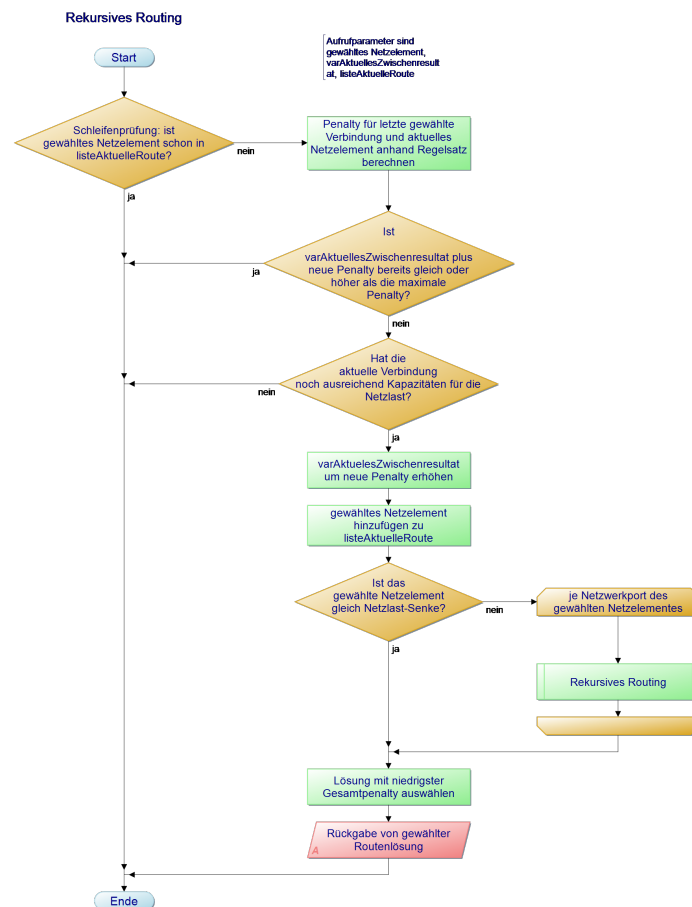 Rekursives Routing
Aufrufparameter sind
gewähltes Netzelement,
varAktuellesZwischenresult
at, listeAktuelleRoute
Start
Schleifenprüfung: ist
gewähltes Netzelement schon in
listeAktuelleRoute?
nein
ja
Penalty für letzte gewählte
Verbindung und aktuelles
Netzelement anhand Regelsatz
berechnen
Ist
varAktuellesZwischenresultat plus
neue Penalty bereits gleich oder
höher als die maximale
Penalty?
ja
nein
Hat die
aktuelle Verbindung
noch ausreichend Kapazitäten für die
Netzlast?
nein
ja
varAktuelesZwischenresultat
um neue Penalty erhöhen
gewähltes Netzelement
hinzufügen zu
listeAktuelleRoute
Ist das
gewählte Netzelement
gleich Netzlast-Senke?
nein
ja
je Netzwerkport des
gewählten Netzelementes
Rekursives Routing
Lösung mit niedrigster
Gesamtpenalty auswählen
Rückgabe von gewählter
Routenlösung
A
Ende